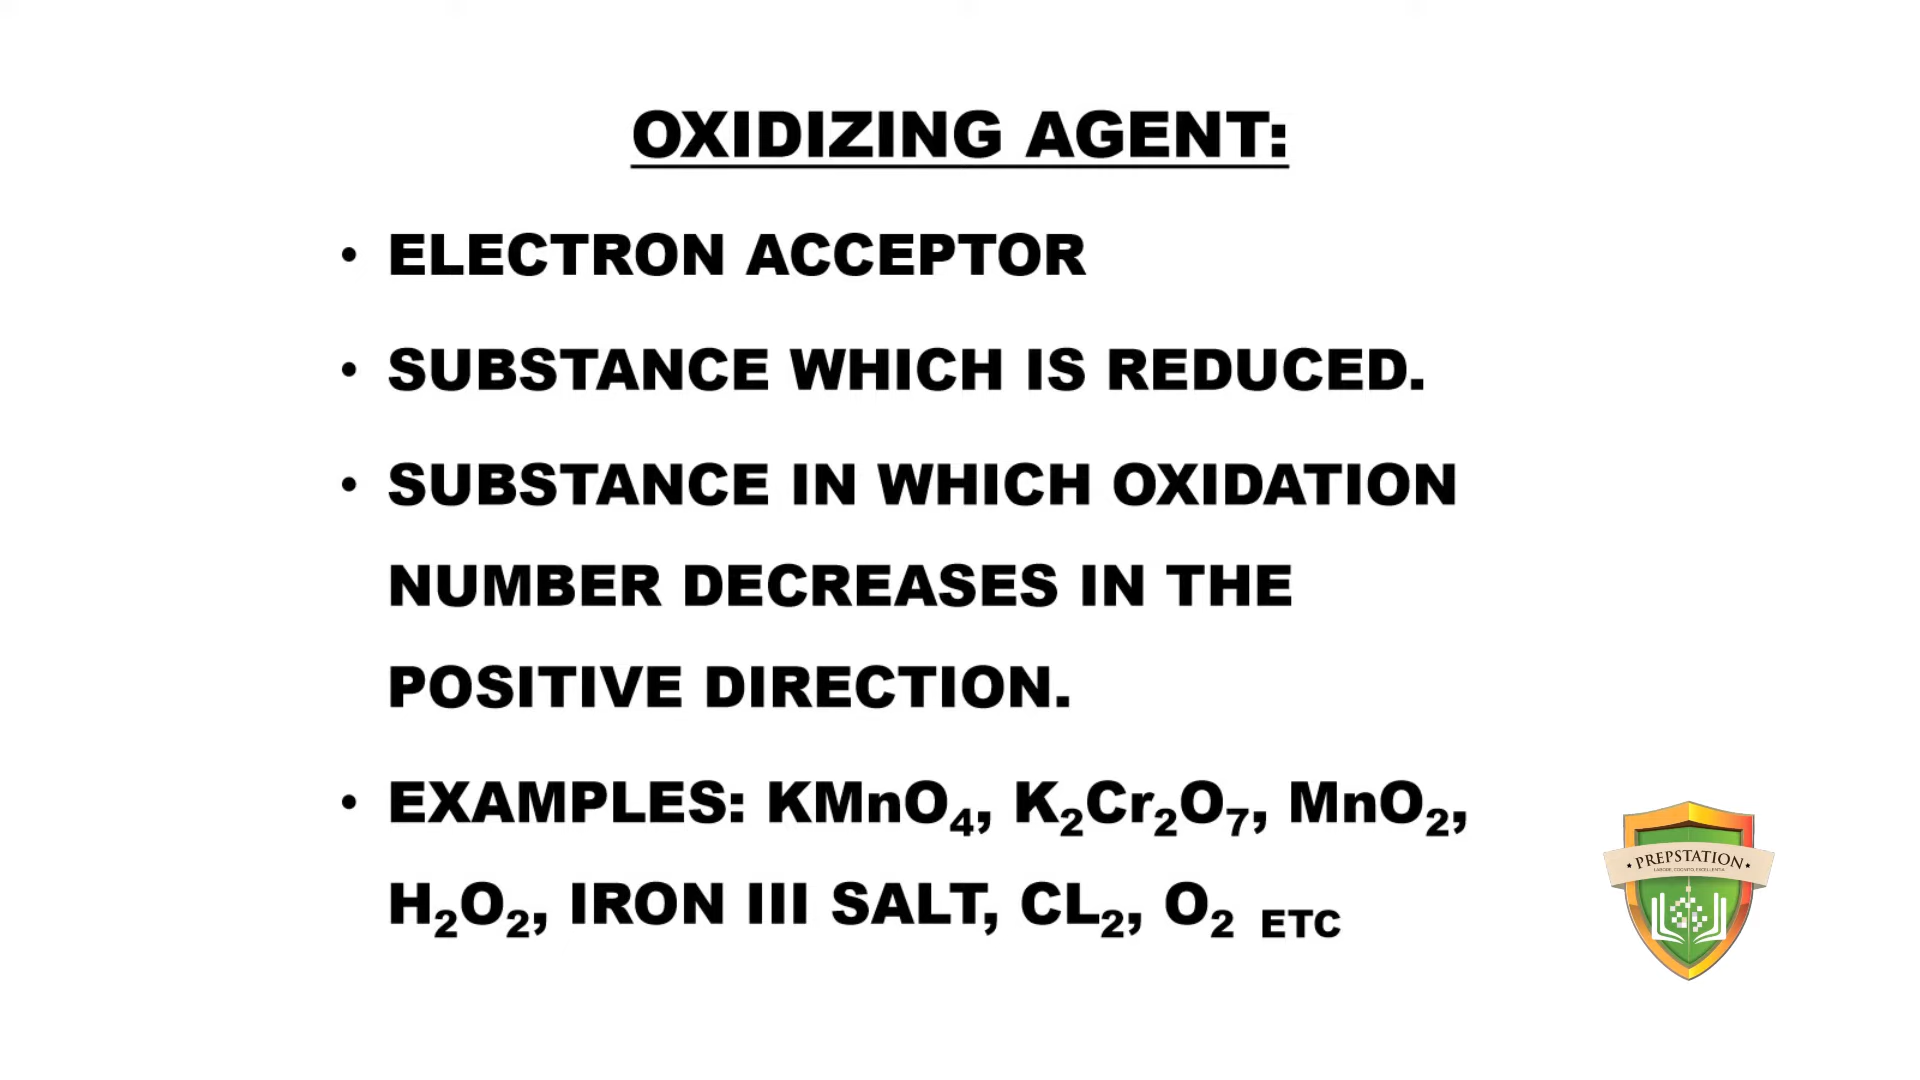 OXIDIZING AGENT:
• ELECTRON ACCEPTOR
• SUBSTANCE WHICH IS REDUCED.
• SUBSTANCE IN WHICH OXIDATION
NUMBER DECREASES IN THE
POSITIVE DIRECTION.
• EXAMPLES: KMnO₄, K₂Cr₂O₇, MnO₂,
H₂O₂, IRON III SALT, CL₂, O₂ ETC
PREPSTATION